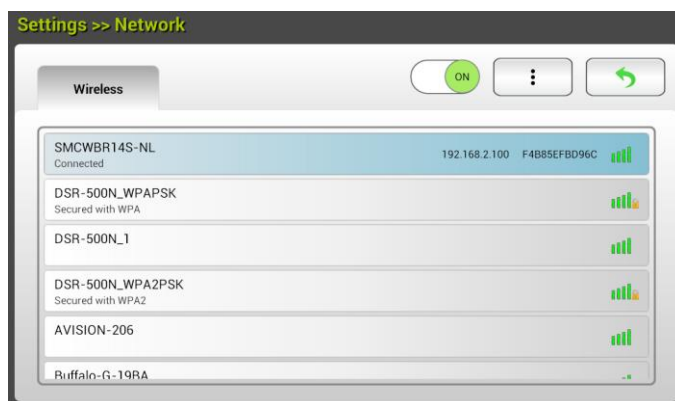 Settings >> Network
Wireless
ON
SMCWBR14S-NL
Connected
192.168.2.100 F4B85EFBD96C
DSR-500N_WPAPSK
Secured with WPA
DSR-500N_1
DSR-500N_WPA2PSK
Secured with WPA2
AVISION-206
Buffalo-G-19BA